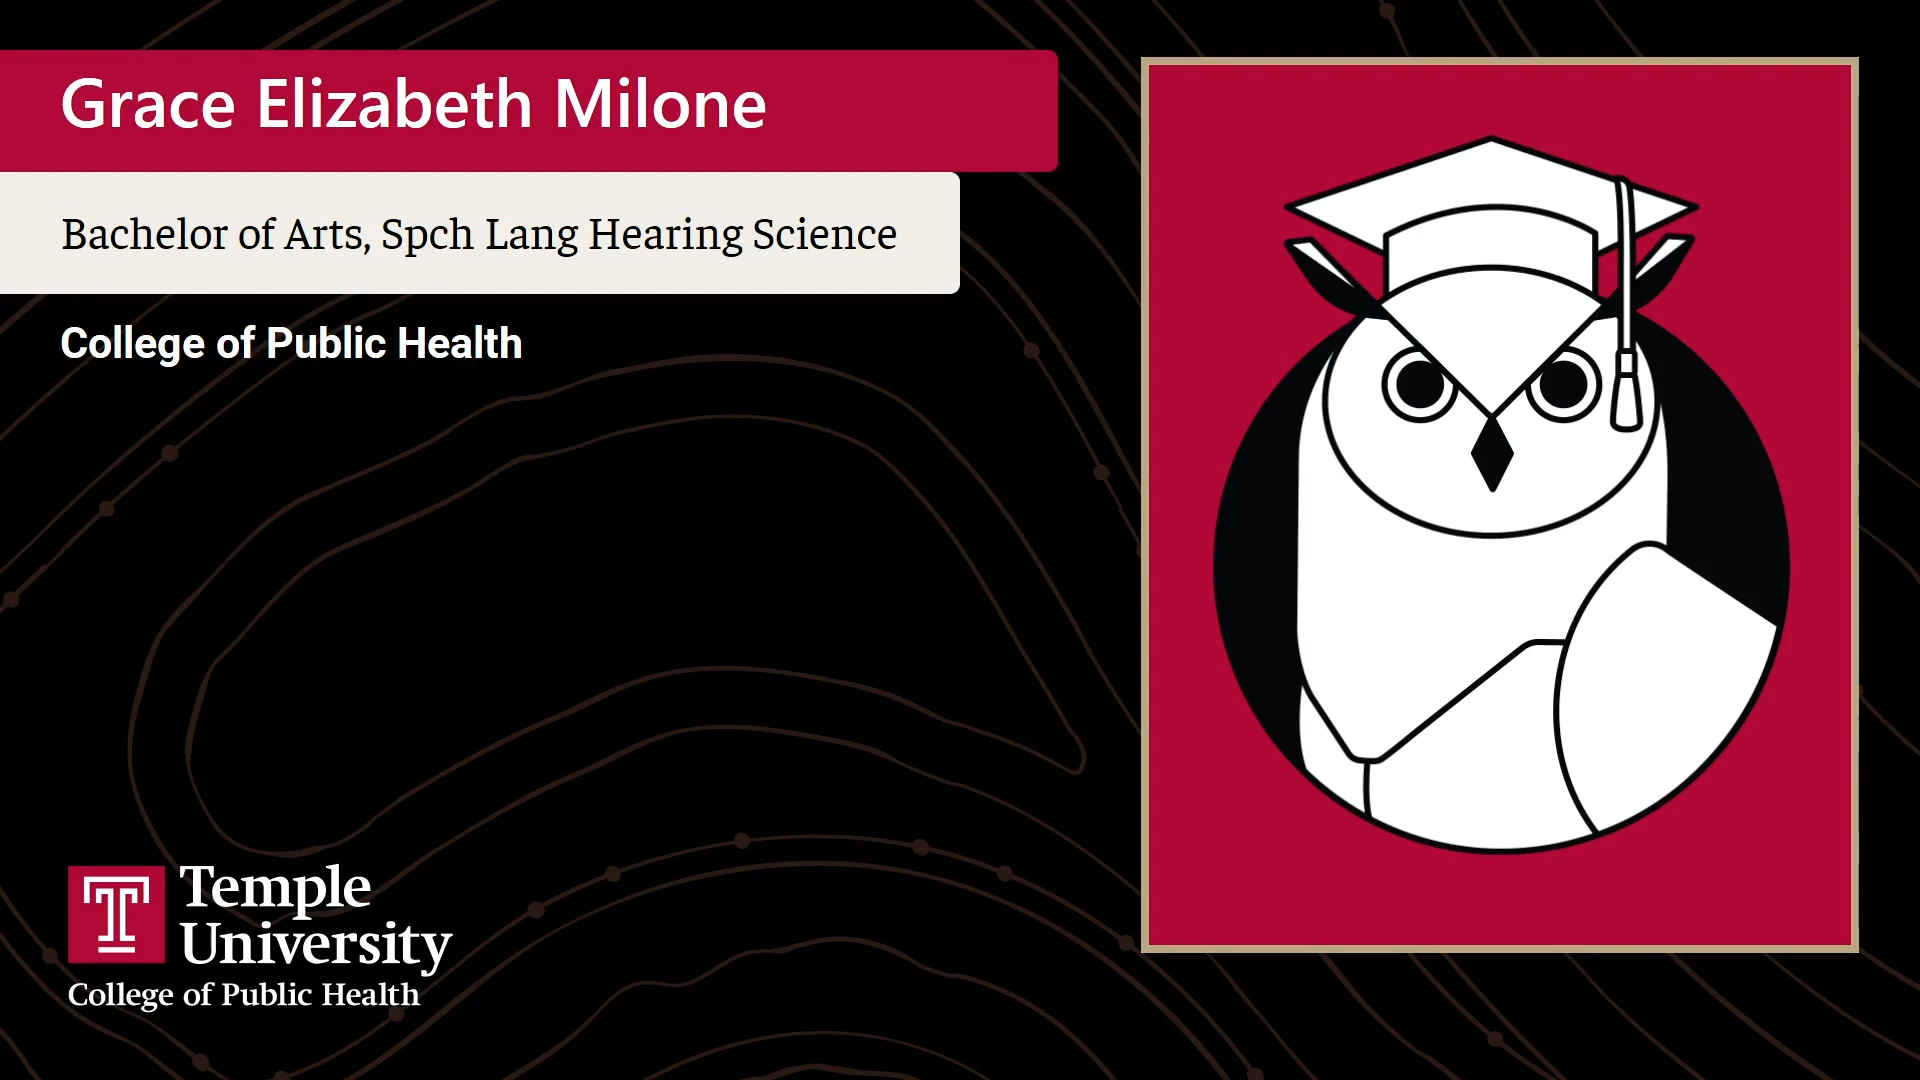 Grace Elizabeth Milone
Bachelor of Arts, Spch Lang Hearing Science
College of Public Health
T Temple
University
College of Public Health